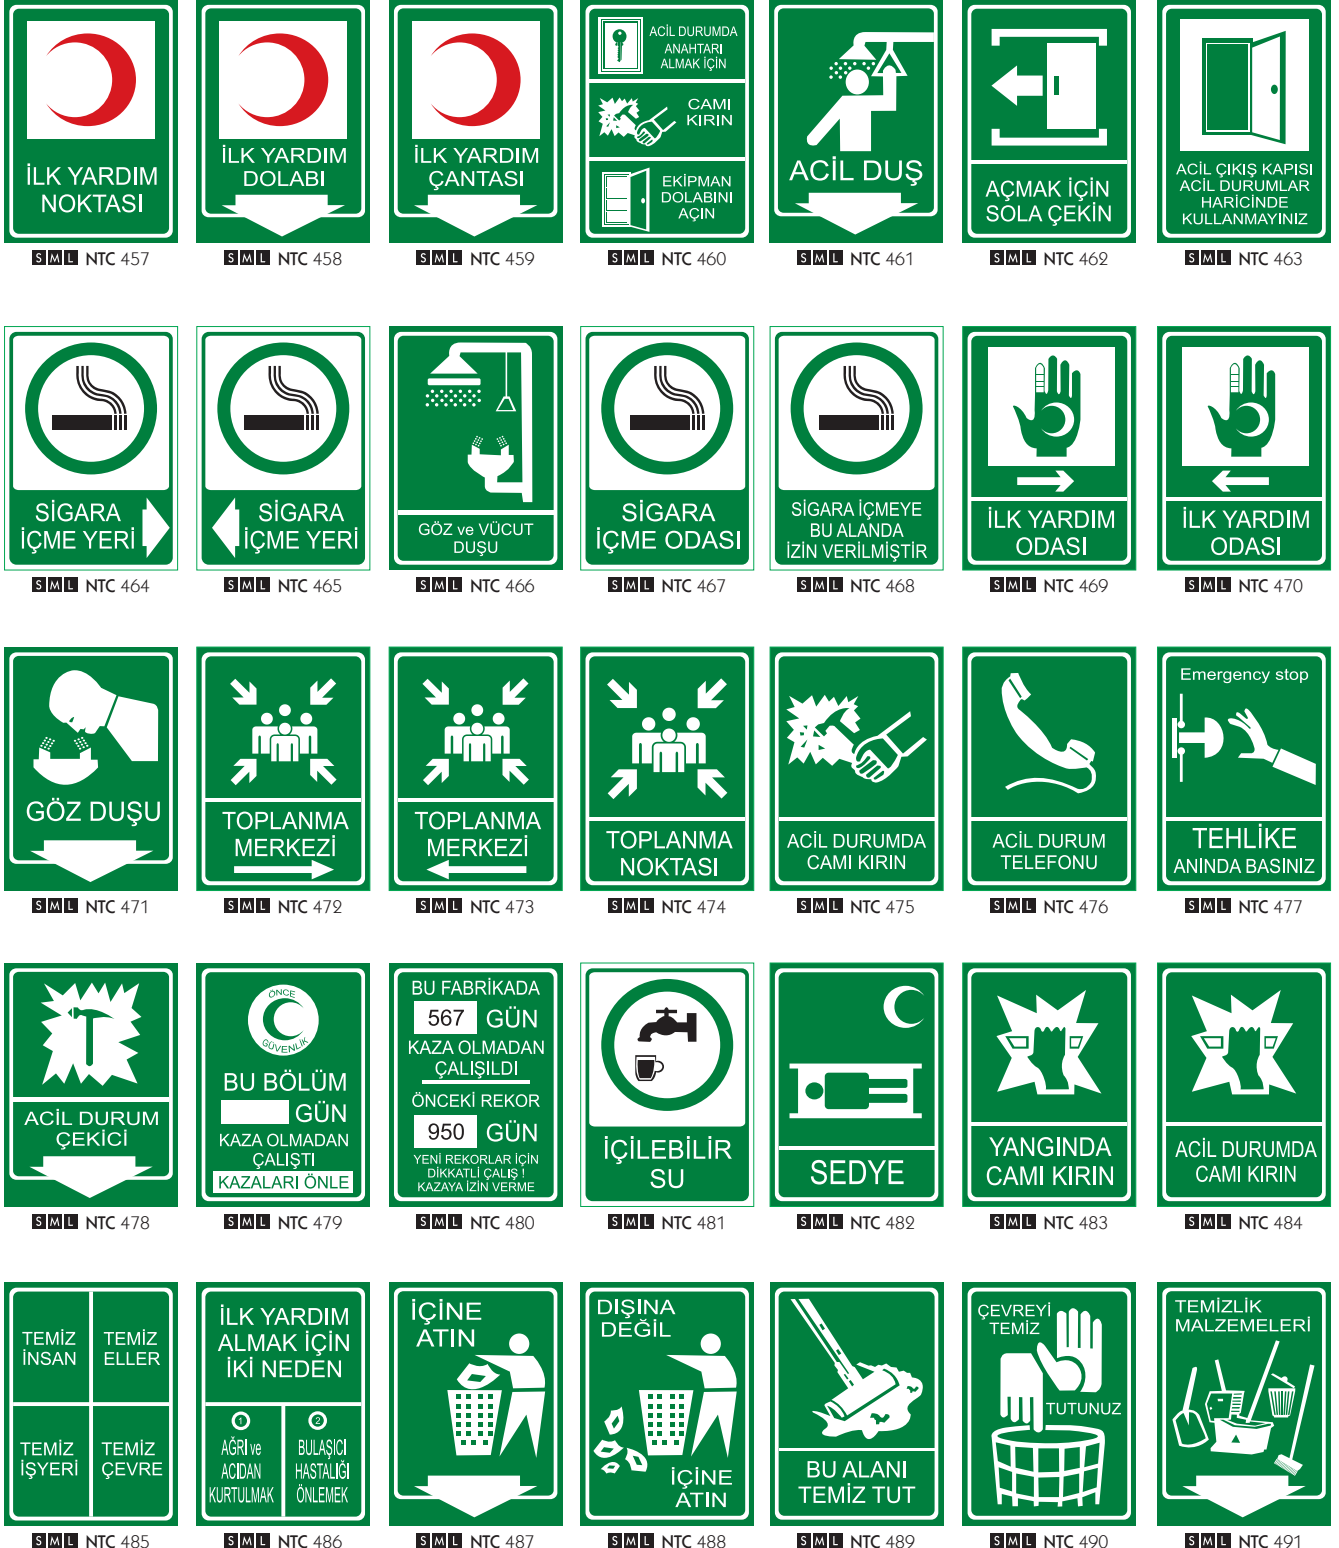 İLK YARDIM
NOKTASI
S M L NTC 457
İLK YARDIM
DOLABI
S M L NTC 458
İLK YARDIM
ÇANTASI
S M L NTC 459
ACİL DURUMDA
ANAHTARI
ALMAK İÇİN
CAMI
KIRIN
EKİPMAN
DOLABINI
AÇIN
S M L NTC 460
ACİL DUŞ
S M L NTC 461
AÇMAK İÇİN
SOLA ÇEKİN
S M L NTC 462
ACİL ÇIKIŞ KAPISI
ACİL DURUMLAR
HARİCİNDE
KULLANMAYINIZ
S M L NTC 463
SİGARA
İÇME YERİ
S M L NTC 464
SİGARA
İÇME YERİ
S M L NTC 465
GÖZ ve VÜCUT
DUŞU
S M L NTC 466
SİGARA
İÇME ODASI
S M L NTC 467
SİGARA İÇMEYE
BU ALANDA
İZİN VERİLMİŞTİR
S M L NTC 468
İLK YARDIM
ODASI
S M L NTC 469
İLK YARDIM
ODASI
S M L NTC 470
GÖZ DUŞU
S M L NTC 471
TOPLANMA
MERKEZİ
S M L NTC 472
TOPLANMA
MERKEZİ
S M L NTC 473
TOPLANMA
NOKTASI
S M L NTC 474
ACİL DURUMDA
CAMI KIRIN
S M L NTC 475
ACİL DURUM
TELEFONU
S M L NTC 476
Emergency stop
TEHLİKE
ANINDA BASINIZ
S M L NTC 477
ACİL DURUM
ÇEKİCİ
S M L NTC 478
ÖNCE
GÜVENLİK
BU BÖLÜM
GÜN
KAZA OLMADAN
ÇALIŞTI
KAZALARI ÖNLE
S M L NTC 479
BU FABRİKADA
567 GÜN
KAZA OLMADAN
ÇALIŞILDI
ÖNCEKİ REKOR
950 GÜN
YENİ REKORLAR İÇİN
DİKKATLİ ÇALIŞ !
KAZAYA İZİN VERME
S M L NTC 480
İÇİLEBİLİR
SU
S M L NTC 481
SEDYE
S M L NTC 482
YANGINDA
CAMI KIRIN
S M L NTC 483
ACİL DURUMDA
CAMI KIRIN
S M L NTC 484
TEMİZ
İNSAN
TEMİZ
ELLER
TEMİZ
İŞYERİ
TEMİZ
ÇEVRE
S M L NTC 485
İLK YARDIM
ALMAK İÇİN
İKİ NEDEN
1
AĞRI ve
ACIDAN
KURTULMAK
2
BULAŞICI
HASTALIĞI
ÖNLEMEK
S M L NTC 486
İÇİNE
ATIN
S M L NTC 487
DIŞINA
DEĞİL
İÇİNE
ATIN
S M L NTC 488
BU ALANI
TEMİZ TUT
S M L NTC 489
ÇEVREYİ
TEMİZ
TUTUNUZ
S M L NTC 490
TEMİZLİK
MALZEMELERİ
S M L NTC 491